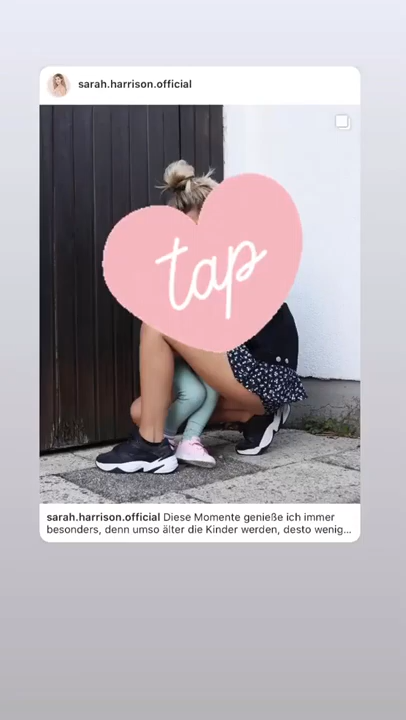 sarah.harrison.official
tap
sarah.harrison.official Diese Momente genieße ich immer
besonders, denn umso älter die Kinder werden, desto wenig...